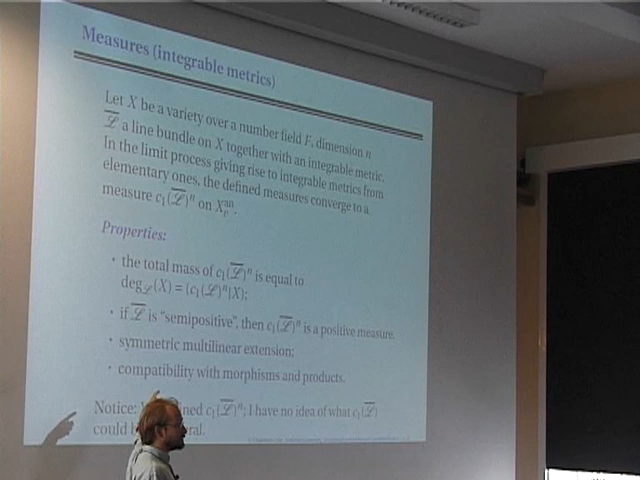 Measures (integrable metrics)
Let X be a variety over a number field F, dimension n
ℒ̅ a line bundle on X together with an integrable metric.
In the limit process giving rise to integrable metrics from
elementary ones, the defined measures converge to a
measure c₁(ℒ̅)ⁿ on Xᵥᵃⁿ.
Properties:
• the total mass of c₁(ℒ̅)ⁿ is equal to
deg_ℒ(X) = (c₁(ℒ)ⁿ|X);
• if ℒ̅ is "semipositive", then c₁(ℒ̅)ⁿ is a positive measure.
• symmetric multilinear extension;
• compatibility with morphisms and products.
Notice: c₁(ℒ̅)ⁿ; I have no idea of what c₁(ℒ̅)
could